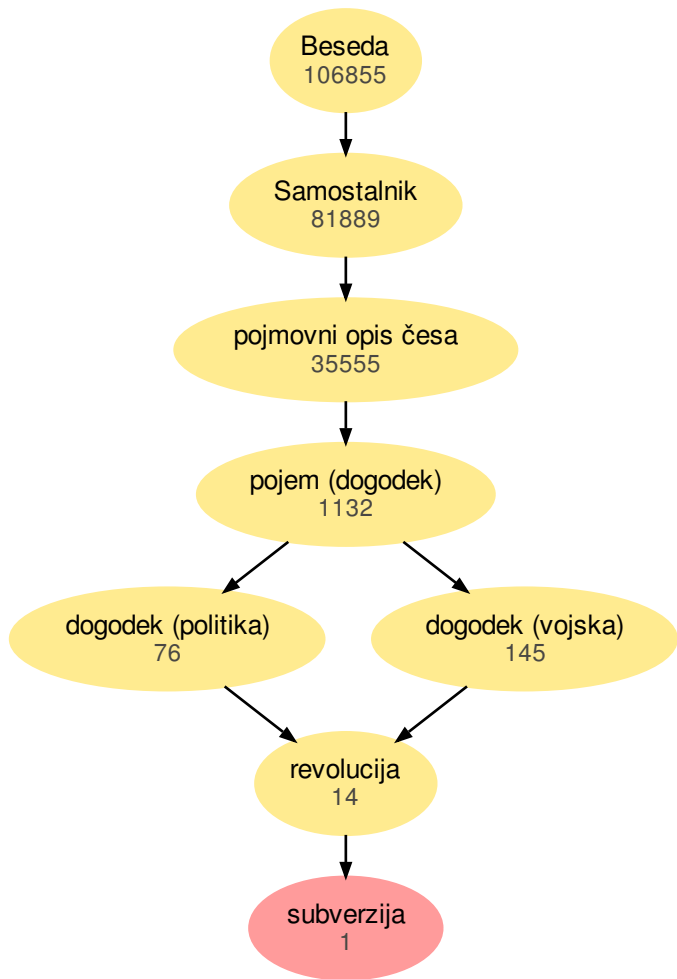 Beseda
106855
Samostalnik
81889
pojmovni opis česa
35555
pojem (dogodek)
1132
dogodek (politika)
76
dogodek (vojska)
145
revolucija
14
subverzija
1